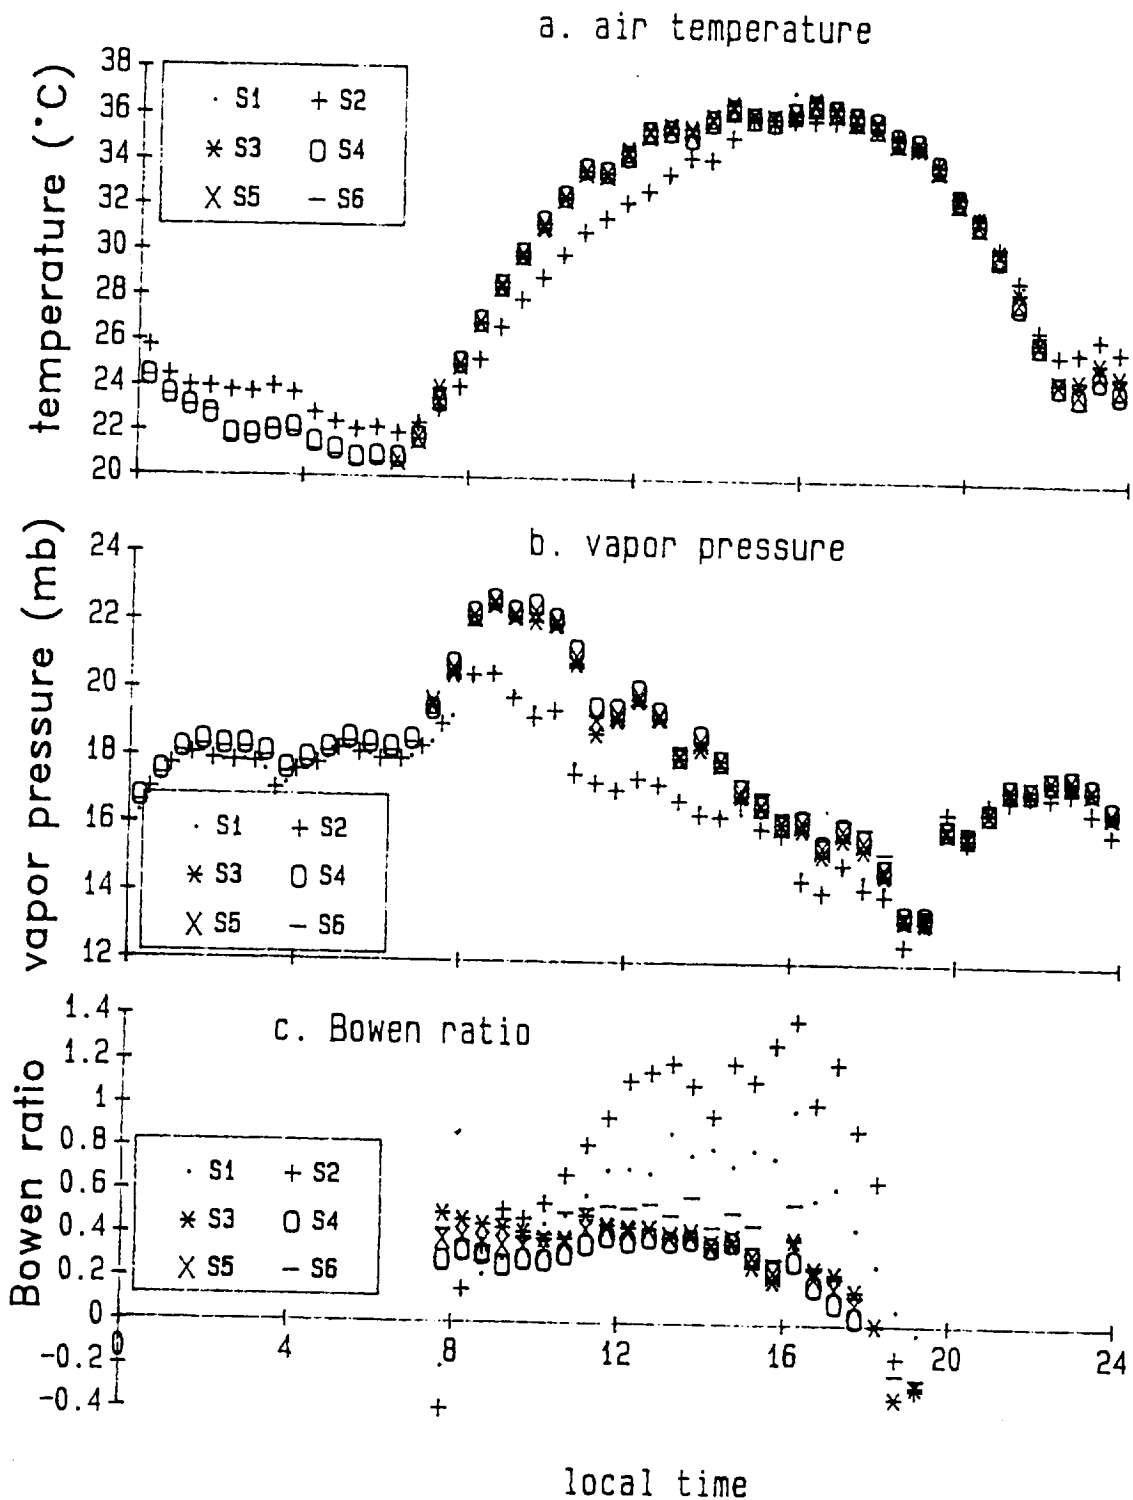 a. air temperature
temperature (°C)
38
36
34
32
30
28
26
24
22
20
· S1 + S2
* S3 O S4
X S5 – S6
b. vapor pressure
vapor pressure (mb)
24
22
20
18
16
14
12
· S1 + S2
* S3 O S4
X S5 – S6
c. Bowen ratio
Bowen ratio
1.4
1.2
1
0.8
0.6
0.4
0.2
0
-0.2
-0.4
· S1 + S2
* S3 O S4
X S5 – S6
0 4 8 12 16 20 24
local time